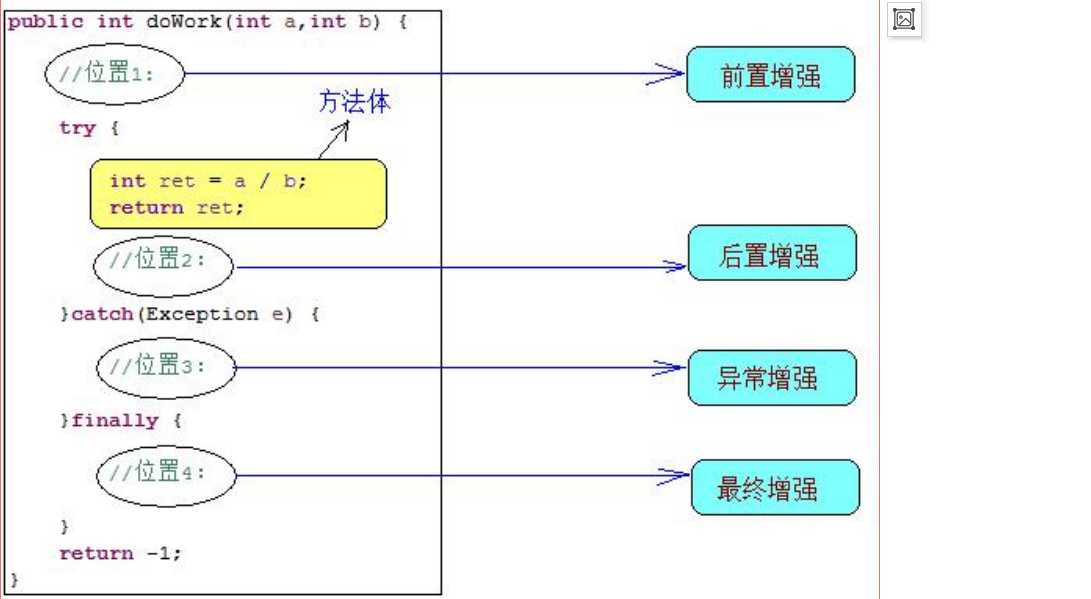 public int doWork(int a,int b) {
//位置1:
前置增强
方法体
try {
int ret = a / b;
return ret;
//位置2:
后置增强
}catch(Exception e) {
//位置3:
异常增强
}finally {
//位置4:
最终增强
}
return -1;
}